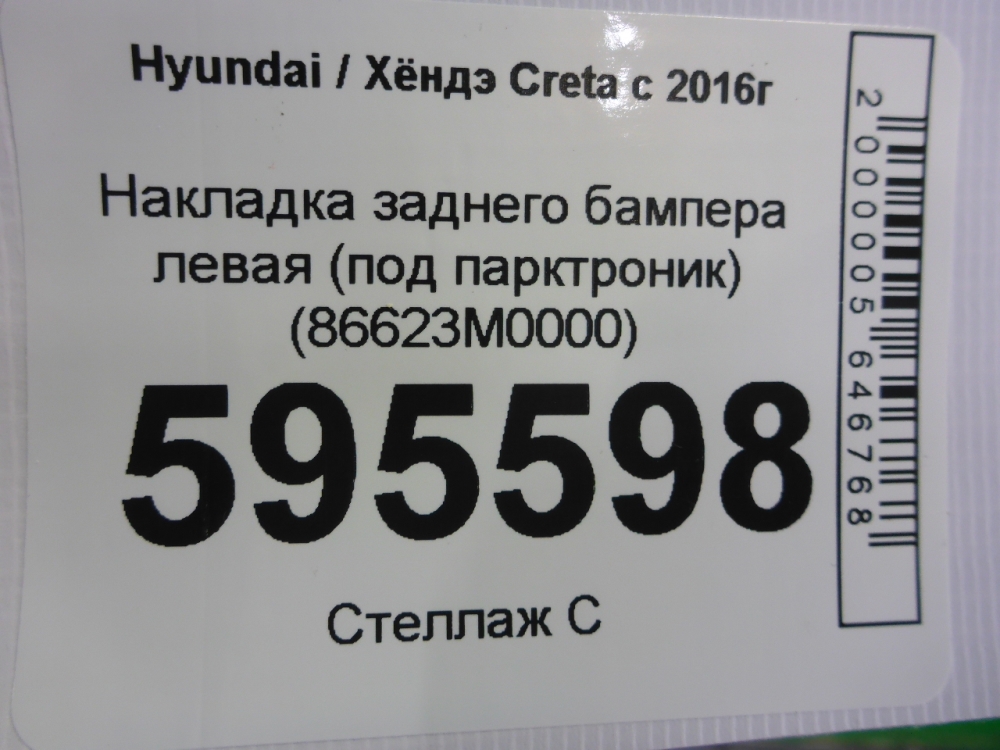 Hyundai / Хёндэ Creta с 2016г
Накладка заднего бампера
левая (под парктроник)
(86623M0000)
595598
Стеллаж С
2000005646768